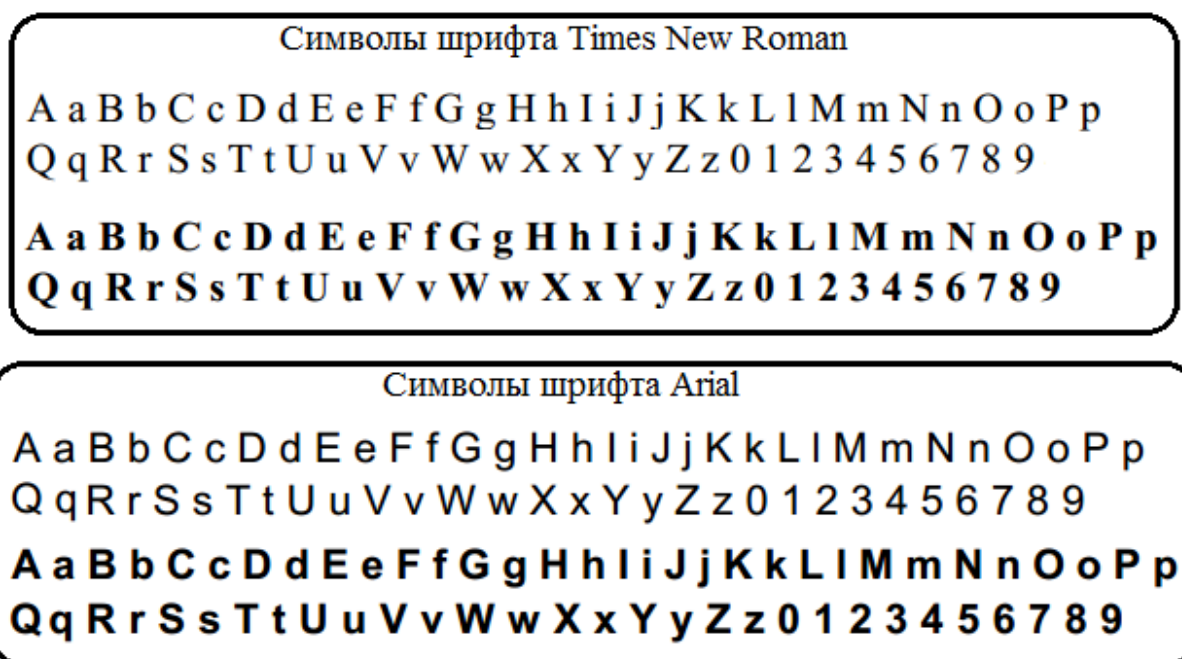 Символы шрифта Times New Roman
A a B b C c D d E e F f G g H h I i J j K k L l M m N n O o P p
Q q R r S s T t U u V v W w X x Y y Z z 0 1 2 3 4 5 6 7 8 9
A a B b C c D d E e F f G g H h I i J j K k L l M m N n O o P p
Q q R r S s T t U u V v W w X x Y y Z z 0 1 2 3 4 5 6 7 8 9
Символы шрифта Arial
A a B b C c D d E e F f G g H h I i J j K k L l M m N n O o P p
Q q R r S s T t U u V v W w X x Y y Z z 0 1 2 3 4 5 6 7 8 9
A a B b C c D d E e F f G g H h I i J j K k L l M m N n O o P p
Q q R r S s T t U u V v W w X x Y y Z z 0 1 2 3 4 5 6 7 8 9